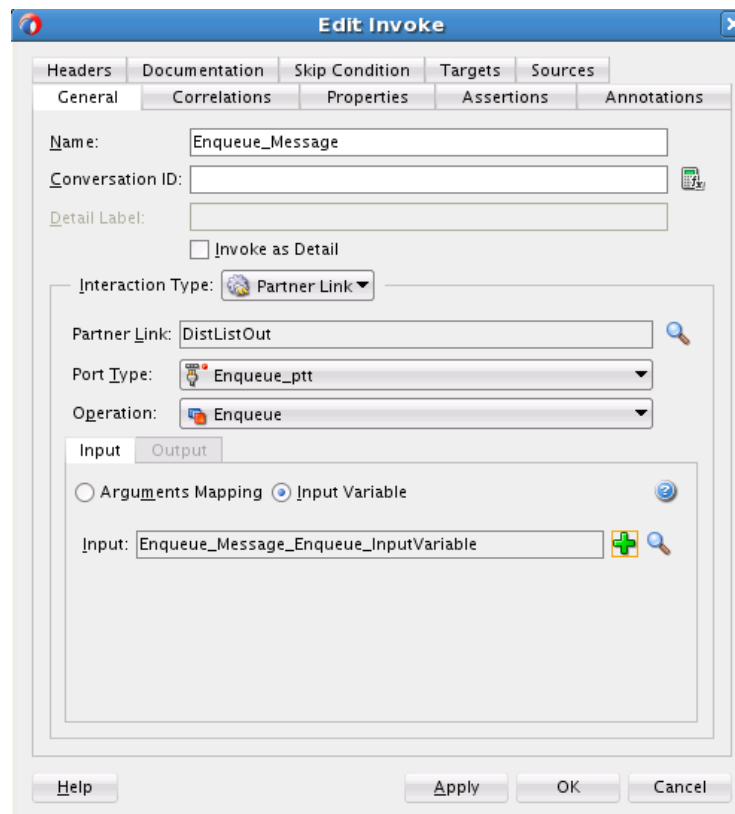 Edit Invoke
Headers Documentation Skip Condition Targets Sources
General Correlations Properties Assertions Annotations
Name: Enqueue_Message
Conversation ID:
Detail Label:
Invoke as Detail
Interaction Type: Partner Link
Partner Link: DistListOut
Port Type: Enqueue_ptt
Operation: Enqueue
Input Output
Arguments Mapping Input Variable
Input: Enqueue_Message_Enqueue_InputVariable
Help Apply OK Cancel